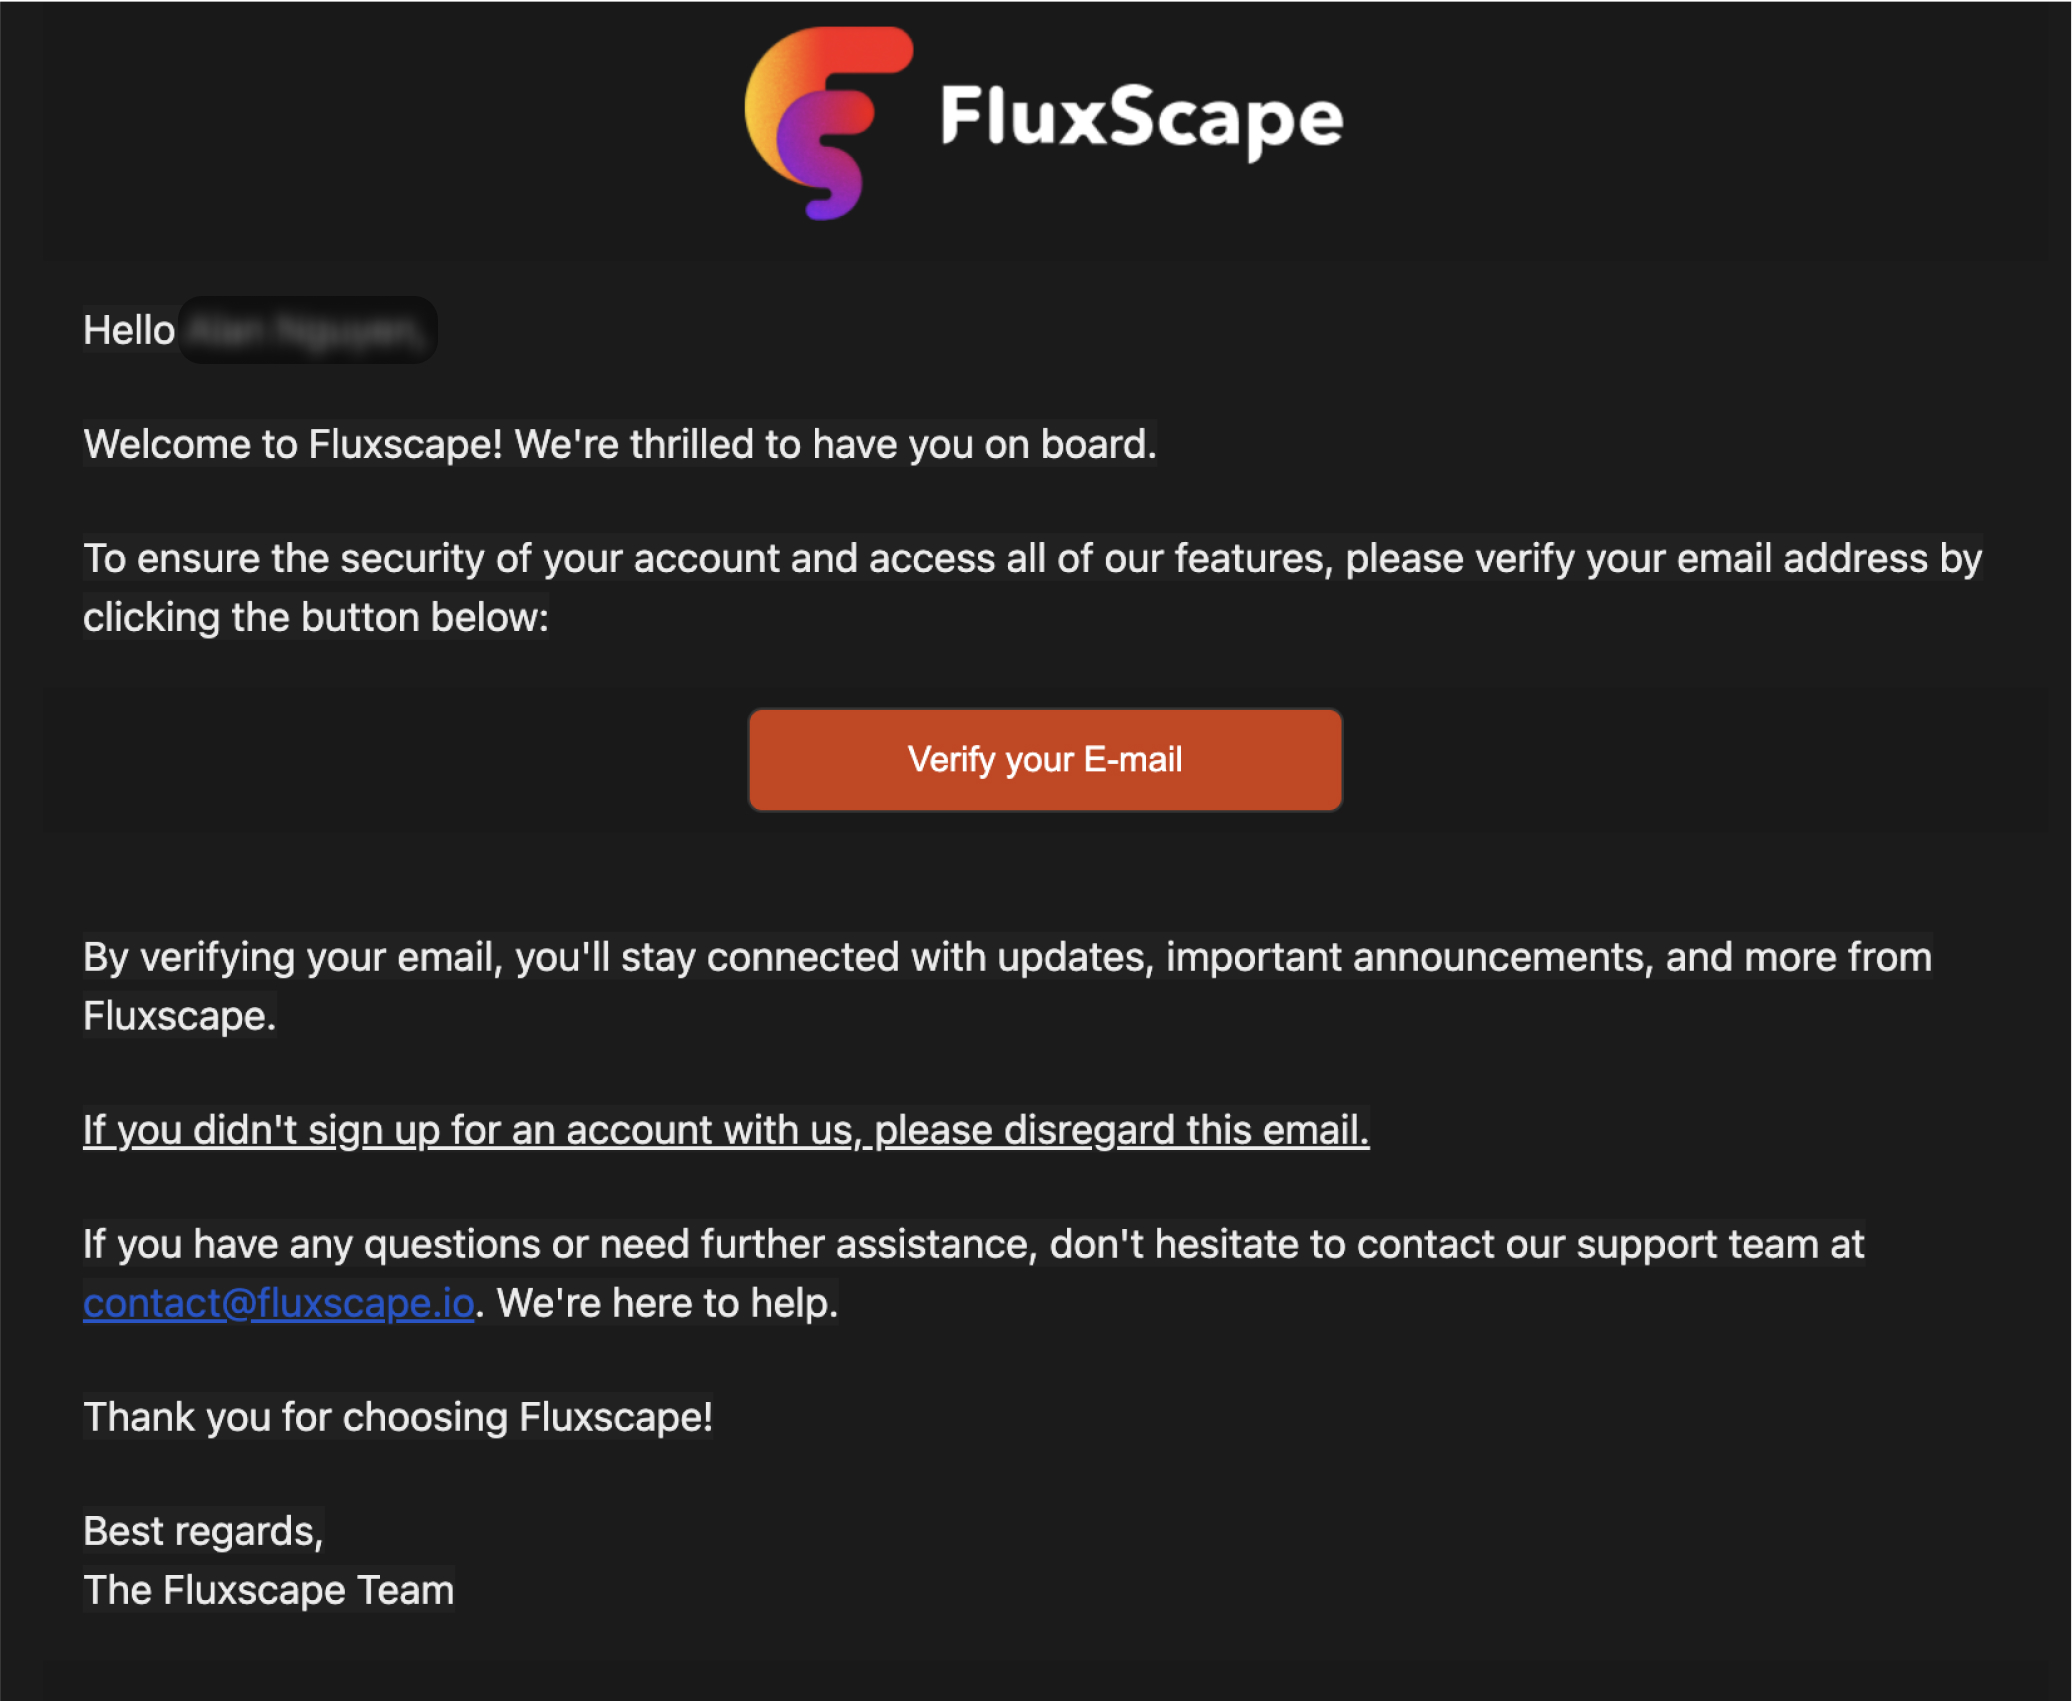 FluxScape
Hello
Welcome to Fluxscape! We're thrilled to have you on board.
To ensure the security of your account and access all of our features, please verify your email address by
clicking the button below:
Verify your E-mail
By verifying your email, you'll stay connected with updates, important announcements, and more from
Fluxscape.
If you didn't sign up for an account with us, please disregard this email.
If you have any questions or need further assistance, don't hesitate to contact our support team at
contact@fluxscape.io. We're here to help.
Thank you for choosing Fluxscape!
Best regards,
The Fluxscape Team